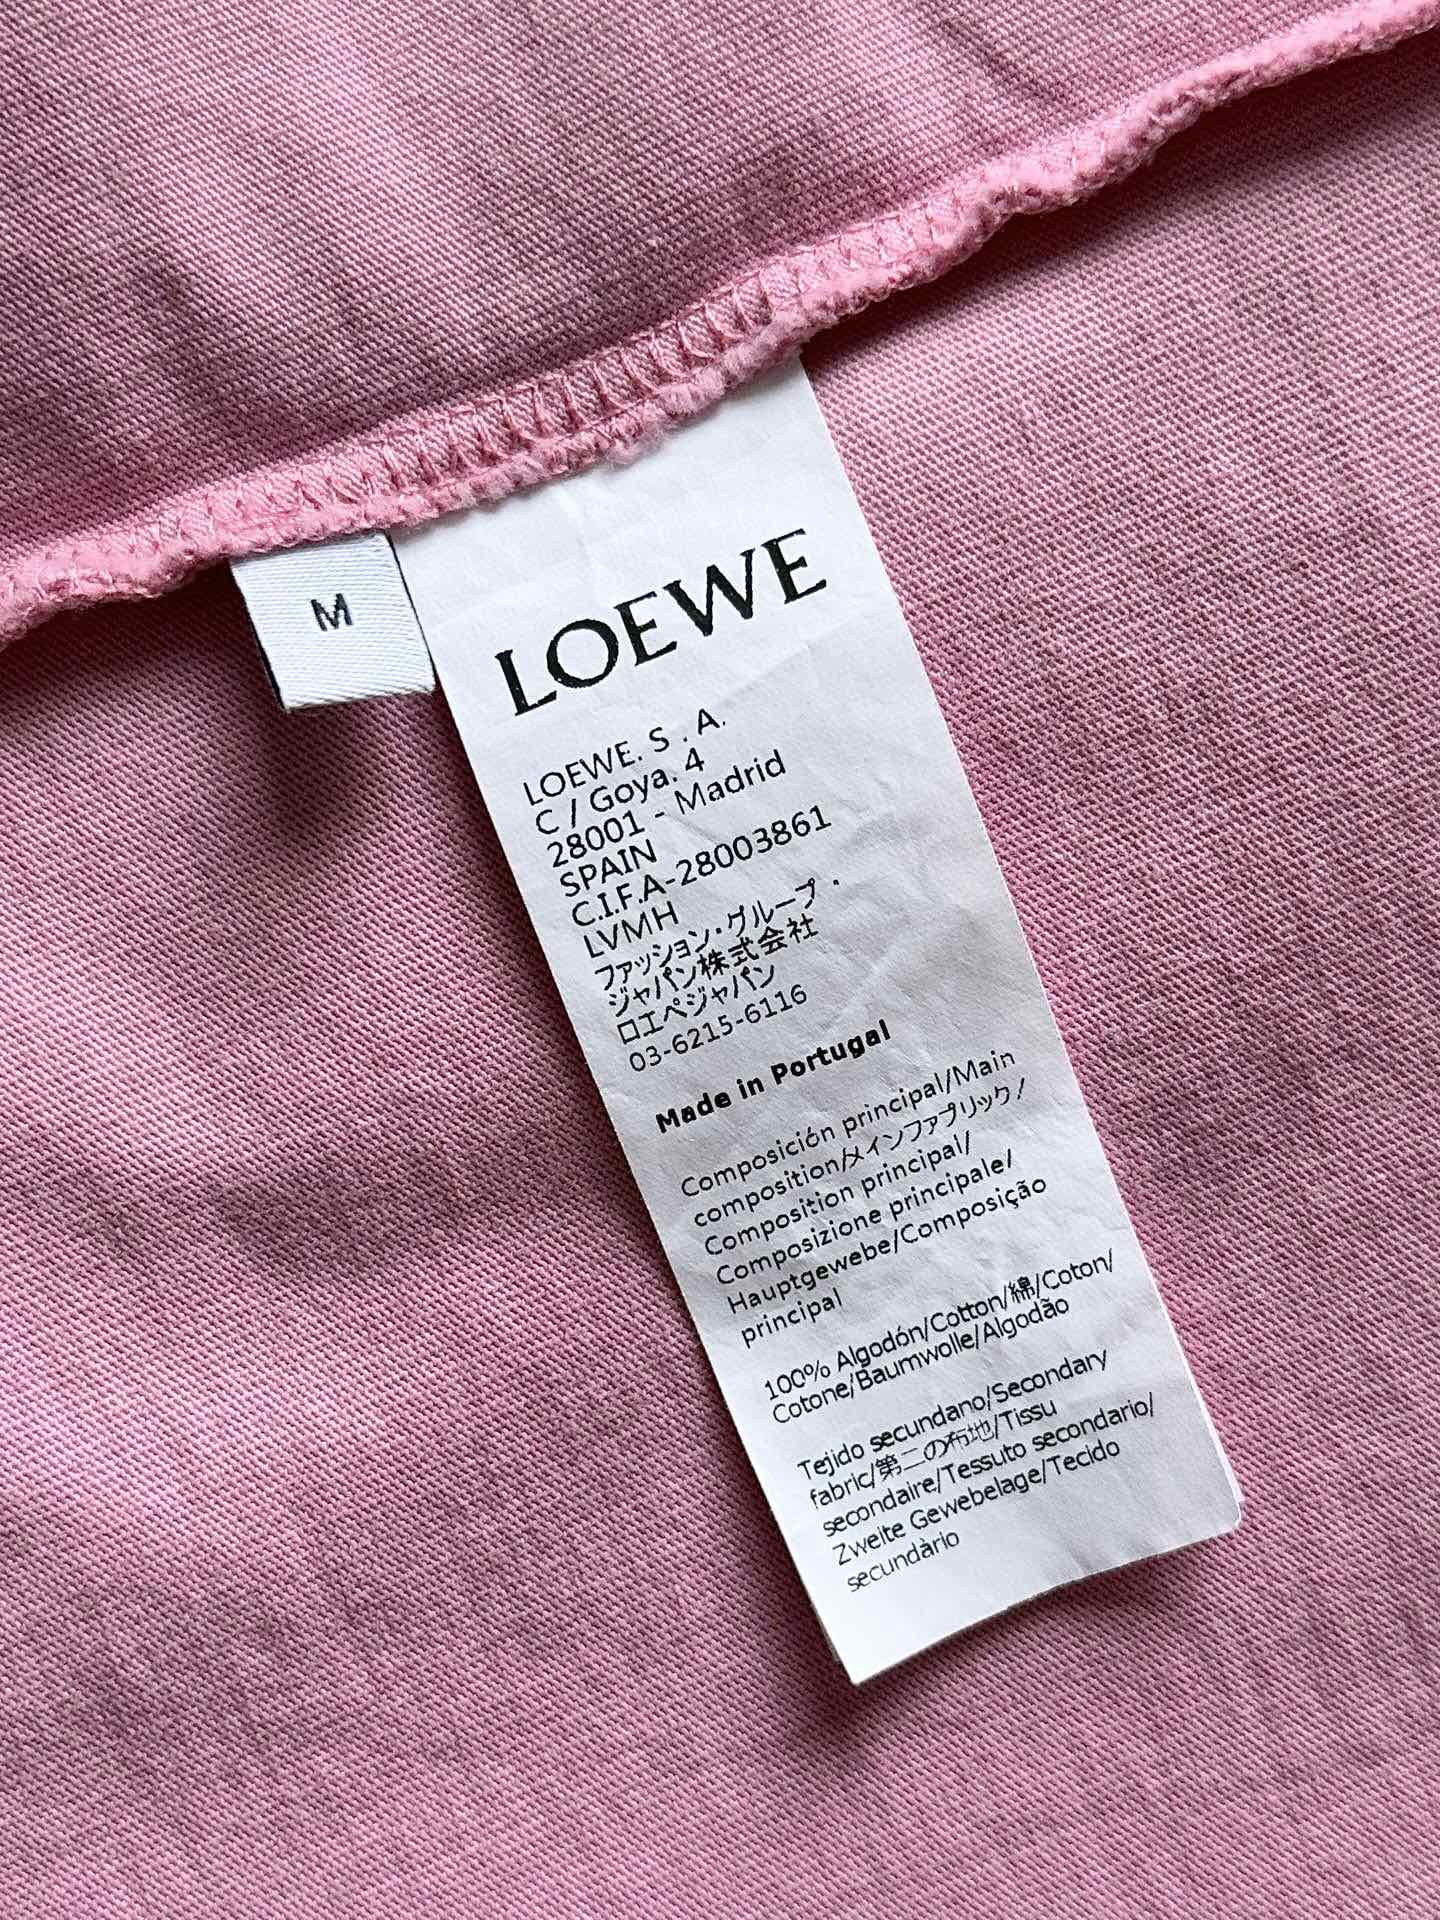 M
LOEWE
LOEWE. S . A.
C / Goya. 4
28001 - Madrid
SPAIN
C.I.F.A-28003861
LVMH
ファッション・グループ・
ジャパン株式会社
ロエベジャパン
03-6215-6116
Made in Portugal
Composición principal/Main
composition/メインファブリック/
Composition principal/
Composizione principale/
Hauptgewebe/Composição
principal
100% Algodón/Cotton/綿/Coton/
Cotone/Baumwolle/Algodão
Tejido secundano/Secondary
fabric/第二の布地/Tissu
secondaire/Tessuto secondario/
Zweite Gewebelage/Tecido
secundàrio